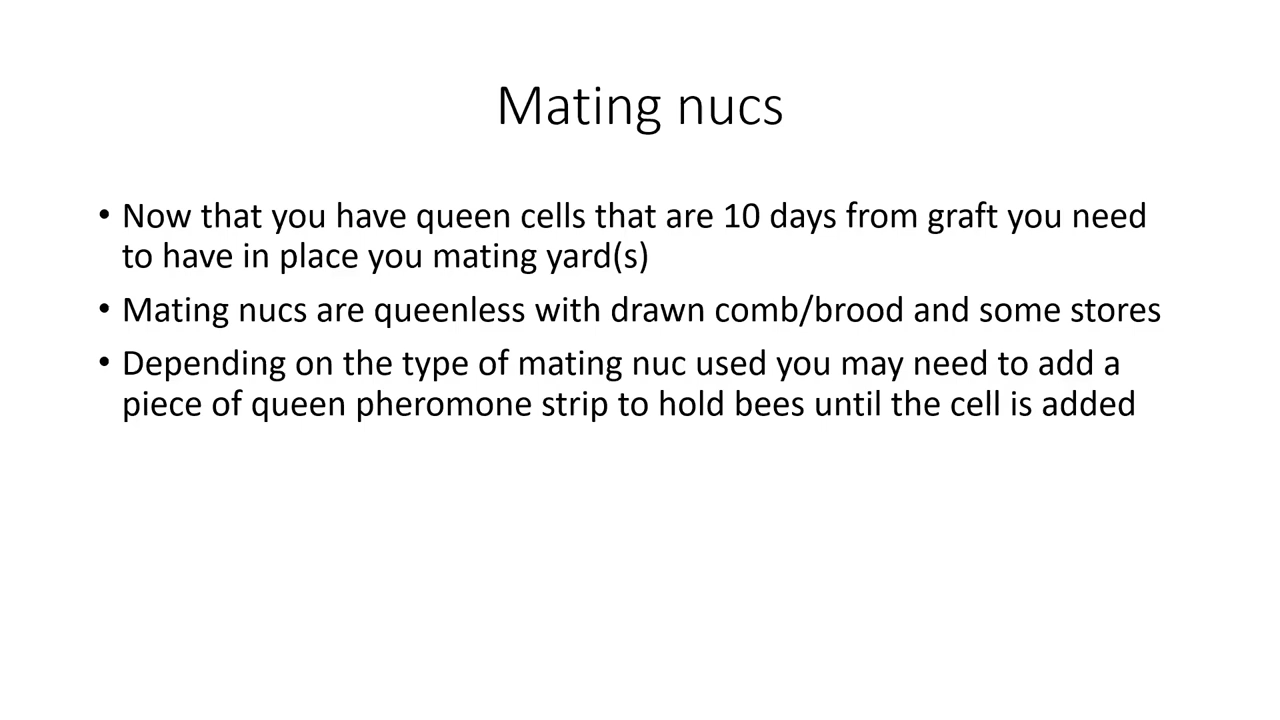 Mating nucs
• Now that you have queen cells that are 10 days from graft you need
to have in place you mating yard(s)
• Mating nucs are queenless with drawn comb/brood and some stores
• Depending on the type of mating nuc used you may need to add a
piece of queen pheromone strip to hold bees until the cell is added